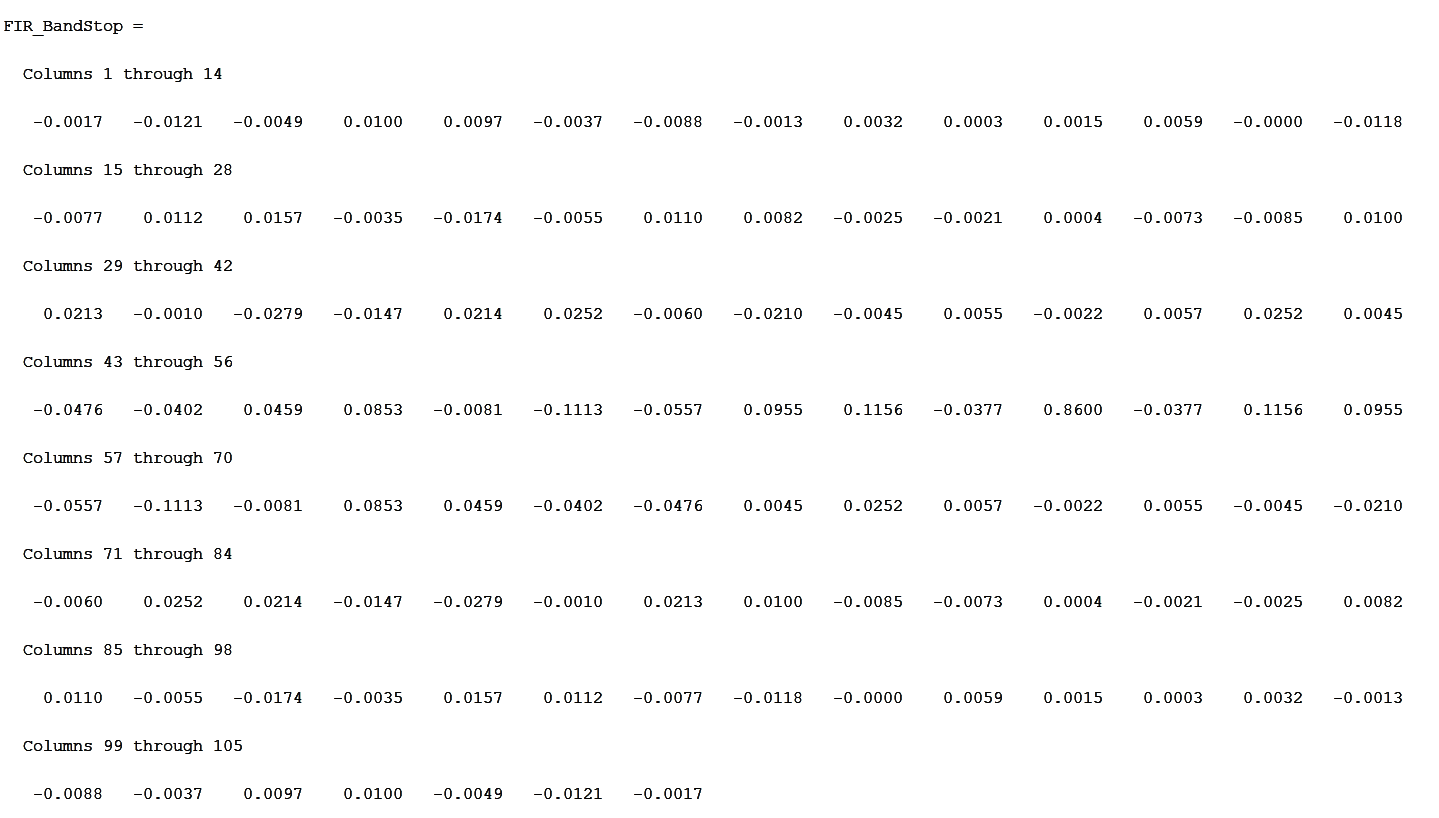 FIR_BandStop =
Columns 1 through 14
-0.0017 -0.0121 -0.0049 0.0100 0.0097 -0.0037 -0.0088 -0.0013 0.0032 0.0003 0.0015 0.0059 -0.0000 -0.0118
Columns 15 through 28
-0.0077 0.0112 0.0157 -0.0035 -0.0174 -0.0055 0.0110 0.0082 -0.0025 -0.0021 0.0004 -0.0073 -0.0085 0.0100
Columns 29 through 42
0.0213 -0.0010 -0.0279 -0.0147 0.0214 0.0252 -0.0060 -0.0210 -0.0045 0.0055 -0.0022 0.0057 0.0252 0.0045
Columns 43 through 56
-0.0476 -0.0402 0.0459 0.0853 -0.0081 -0.1113 -0.0557 0.0955 0.1156 -0.0377 0.8600 -0.0377 0.1156 0.0955
Columns 57 through 70
-0.0557 -0.1113 -0.0081 0.0853 0.0459 -0.0402 -0.0476 0.0045 0.0252 0.0057 -0.0022 0.0055 -0.0045 -0.0210
Columns 71 through 84
-0.0060 0.0252 0.0214 -0.0147 -0.0279 -0.0010 0.0213 0.0100 -0.0085 -0.0073 0.0004 -0.0021 -0.0025 0.0082
Columns 85 through 98
0.0110 -0.0055 -0.0174 -0.0035 0.0157 0.0112 -0.0077 -0.0118 -0.0000 0.0059 0.0015 0.0003 0.0032 -0.0013
Columns 99 through 105
-0.0088 -0.0037 0.0097 0.0100 -0.0049 -0.0121 -0.0017